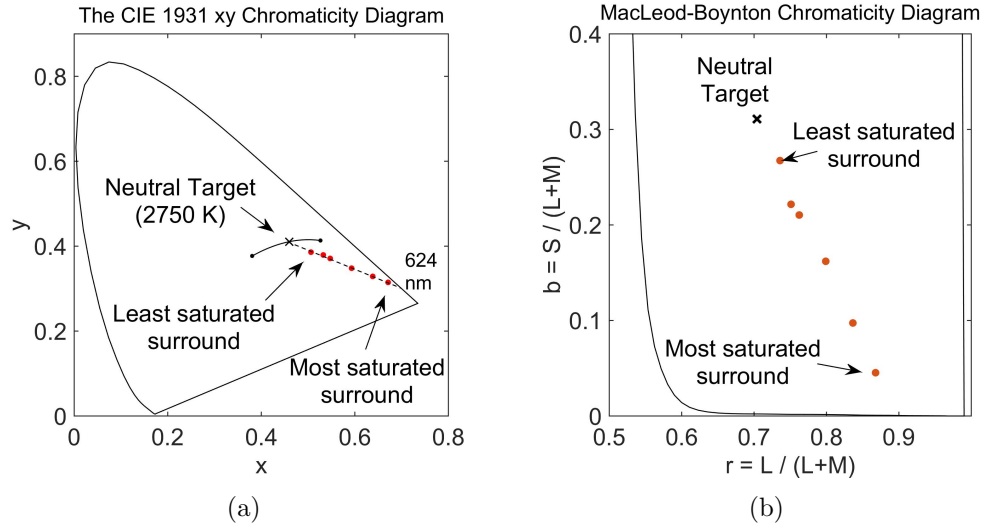 The CIE 1931 xy Chromaticity Diagram
0.8
0.6
0.4
0.2
0
0
0.2
0.4
0.6
0.8
y
x
Neutral Target
(2750 K)
624
nm
Least saturated
surround
Most saturated
surround
(a)
MacLeod-Boynton Chromaticity Diagram
0.4
0.3
0.2
0.1
0
0.5
0.6
0.7
0.8
0.9
b = S / (L+M)
r = L / (L+M)
Neutral
Target
Least saturated
surround
Most saturated
surround
(b)